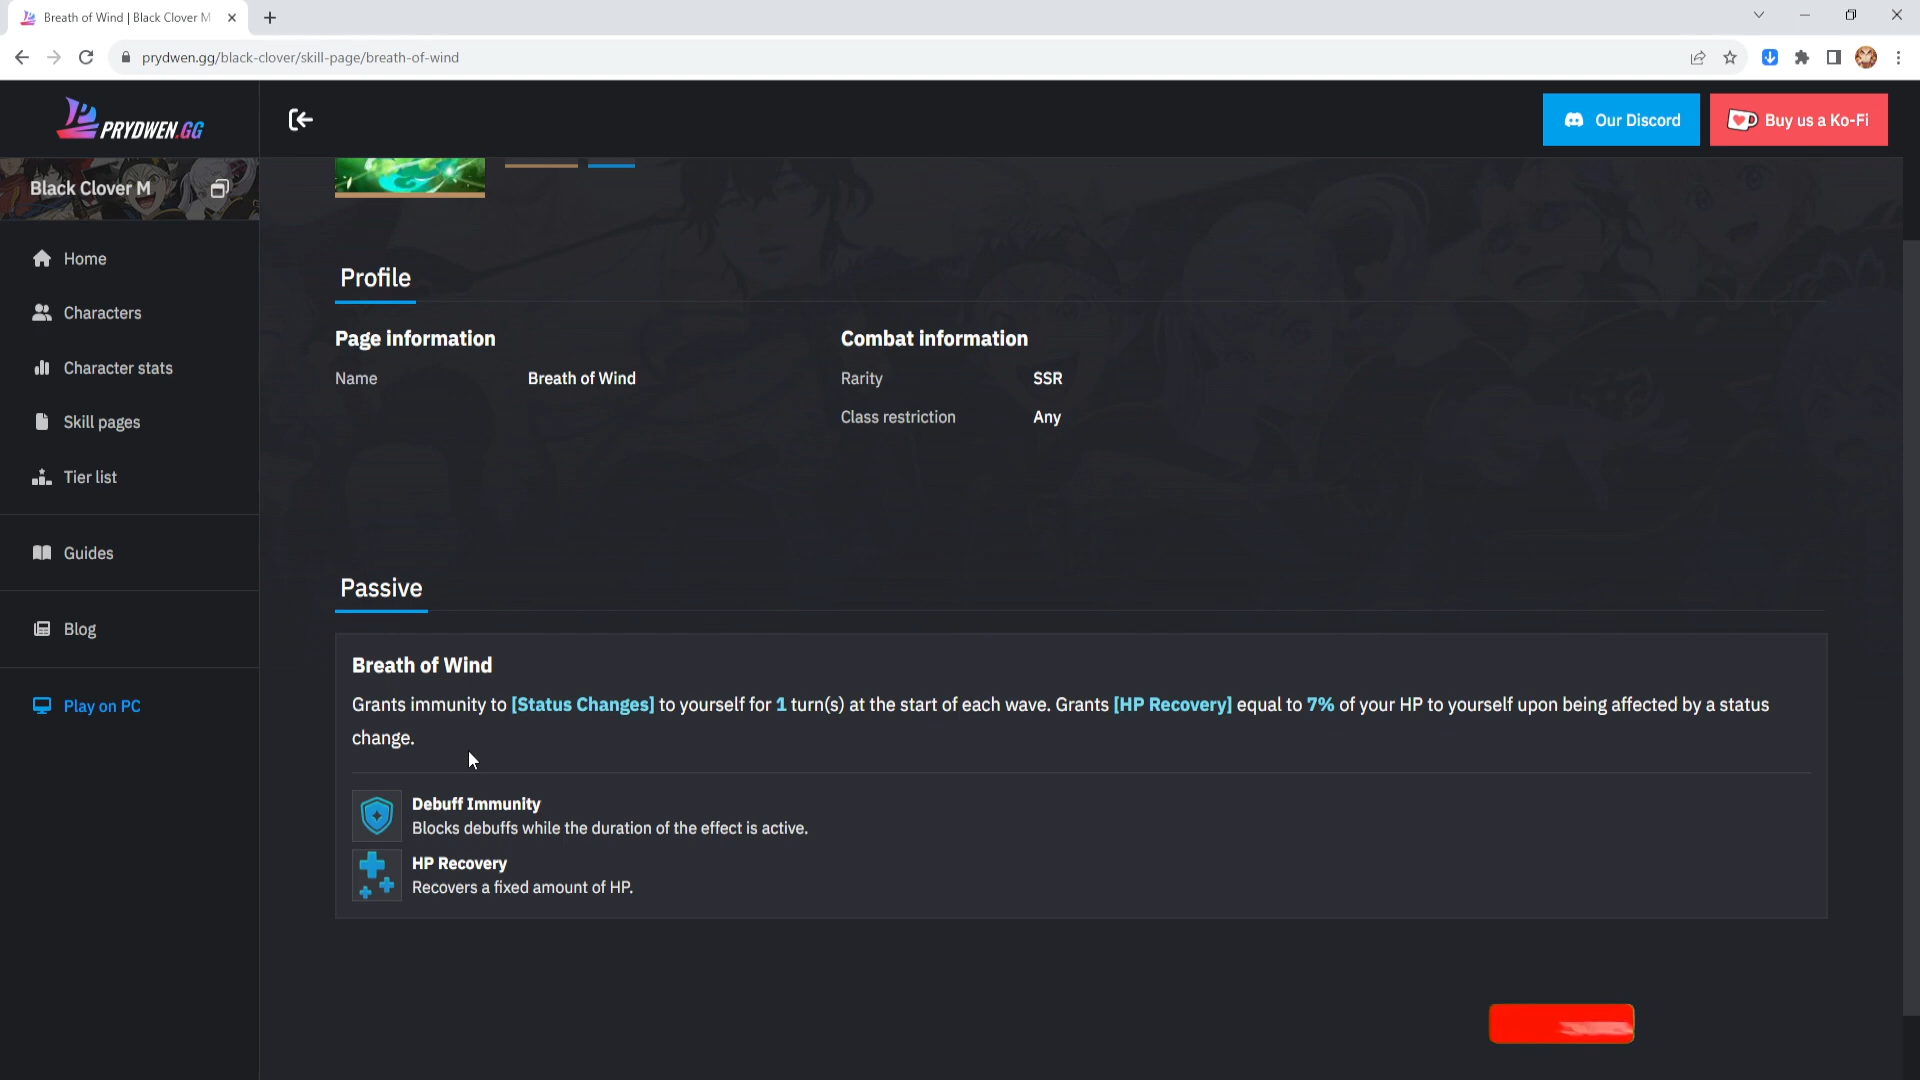 Breath of Wind | Black Clover M
prydwen.gg/black-clover/skill-page/breath-of-wind
PRYDWEN.GG
Our Discord
Buy us a Ko-Fi
Black Clover M
Home
Characters
Character stats
Skill pages
Tier list
Guides
Blog
Play on PC
Profile
Page information
Name Breath of Wind
Combat information
Rarity SSR
Class restriction Any
Passive
Breath of Wind
Grants immunity to [Status Changes] to yourself for 1 turn(s) at the start of each wave. Grants [HP Recovery] equal to 7% of your HP to yourself upon being affected by a status
change.
Debuff Immunity
Blocks debuffs while the duration of the effect is active.
HP Recovery
Recovers a fixed amount of HP.